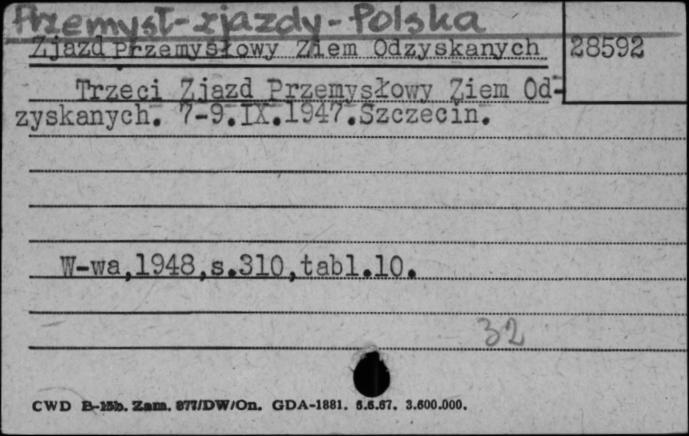 Przemysł-zjazdy-Polska
Zjazd Przemysłowy Ziem Odzyskanych 28592
Trzeci Zjazd Przemysłowy Ziem Od-
zyskanych. 7-9.IX.1947.Szczecin.
W-wa,1948,s.310,tabl.10.
32
CWD B-15b. Zam. 877/DW/On. GDA-1881. 5.6.67. 3.600.000.